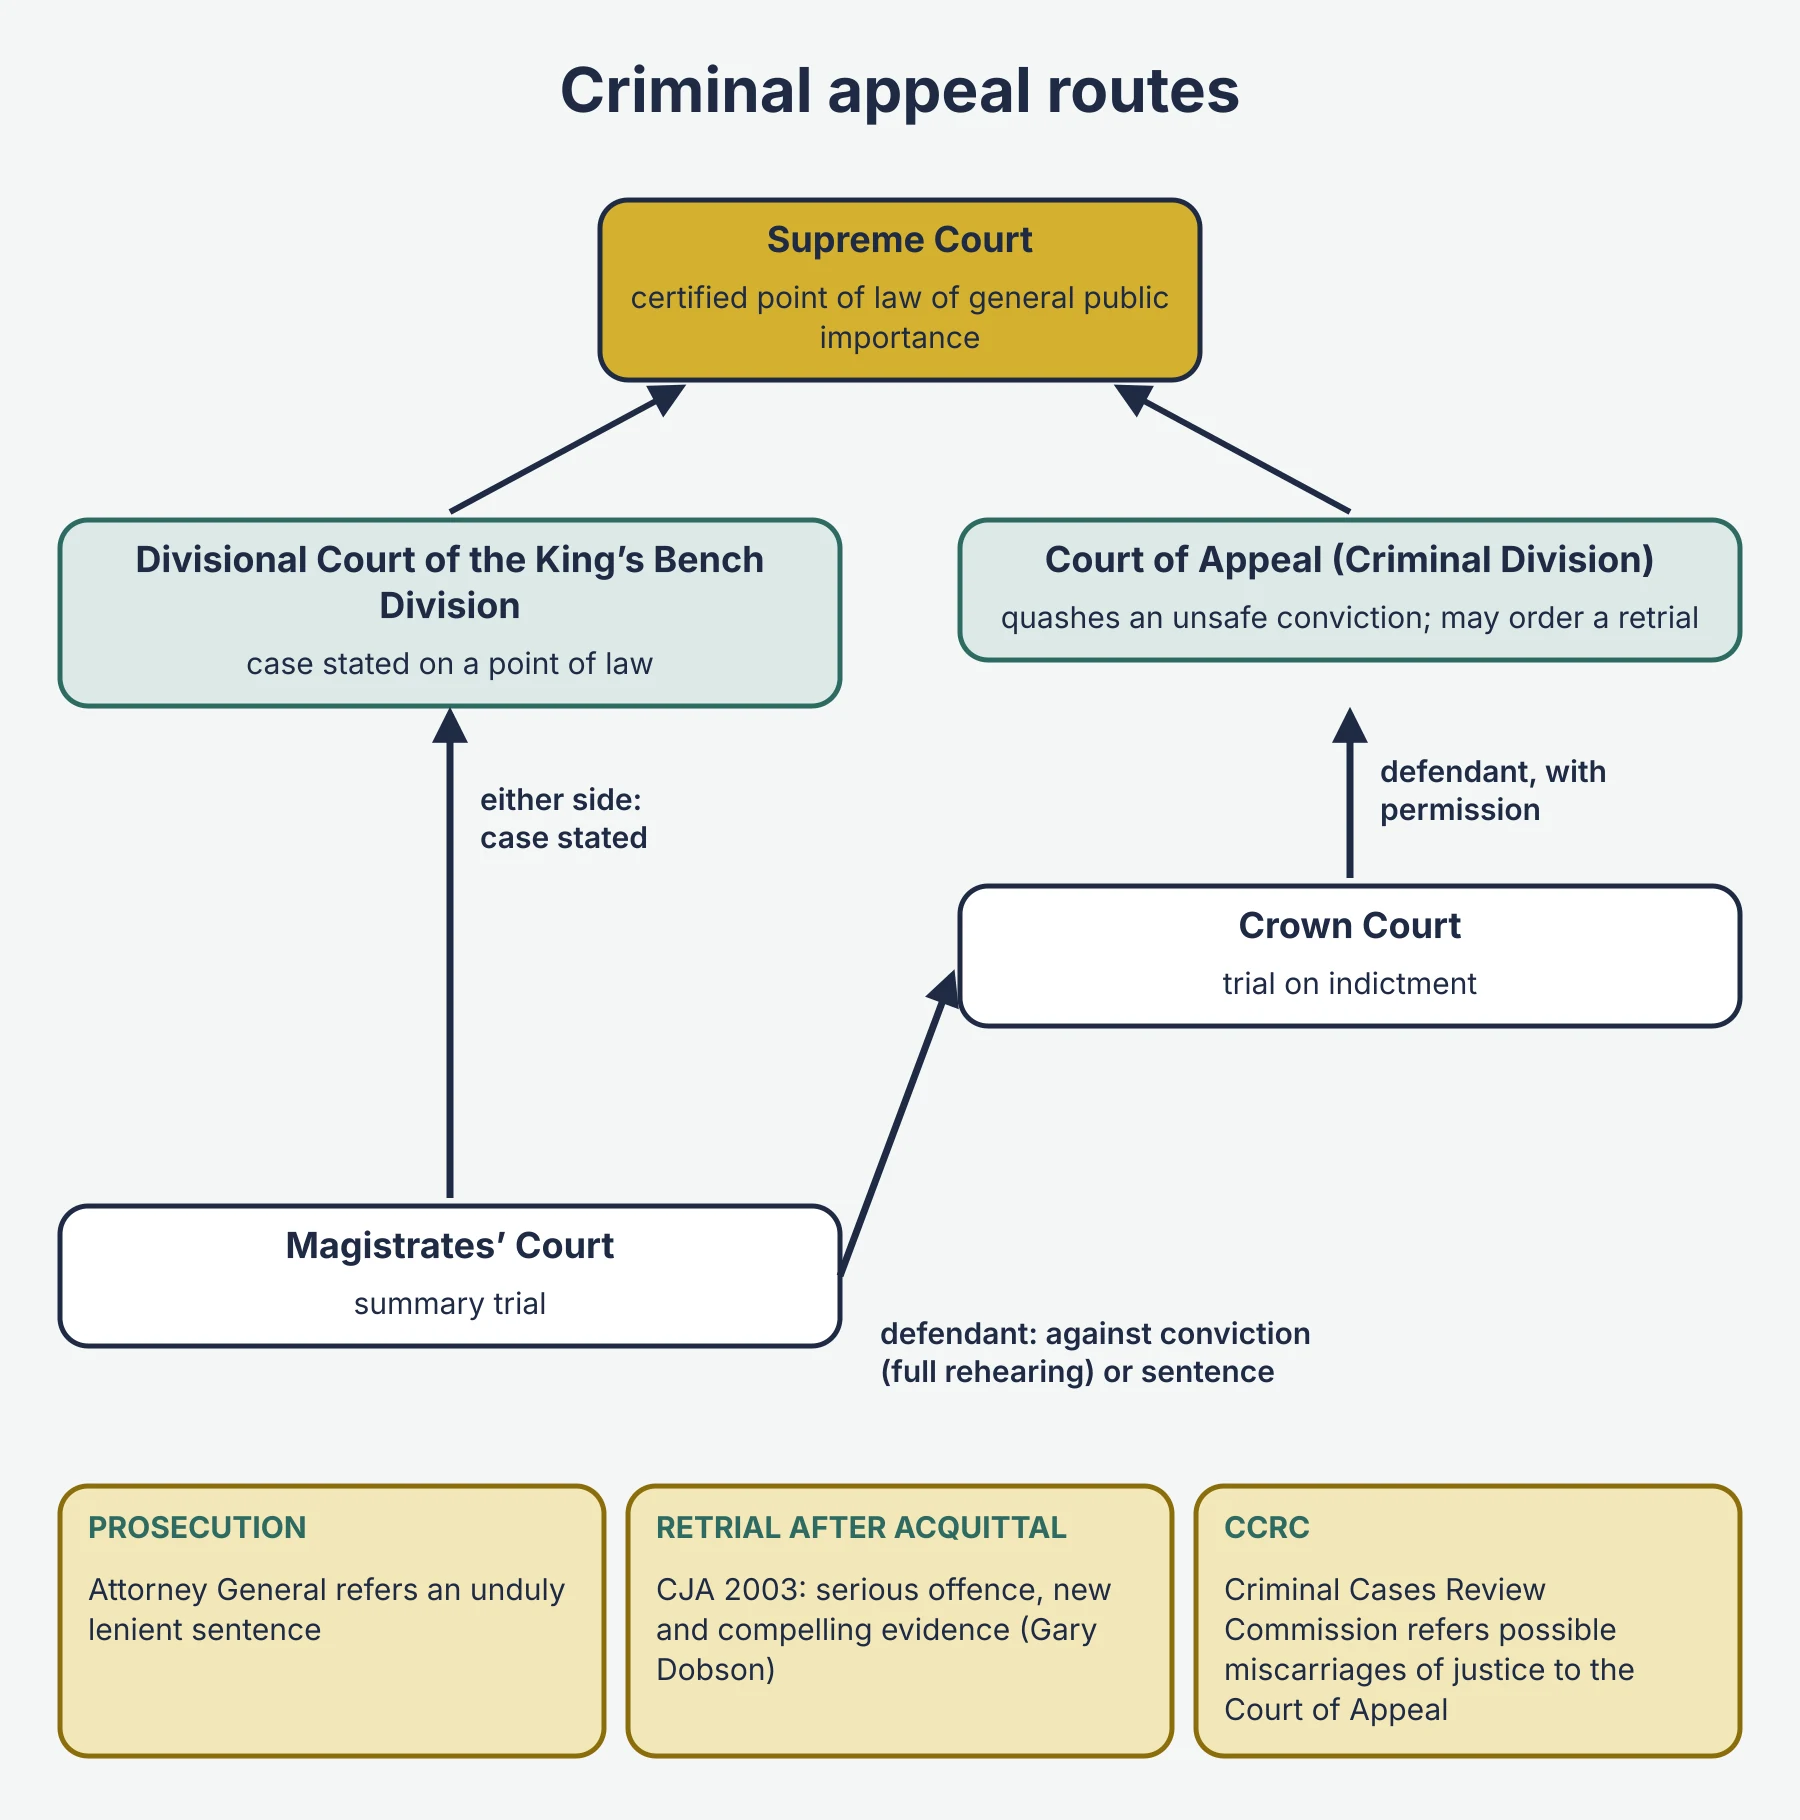 Criminal appeal routes
Supreme Court
certified point of law of general public
importance
Divisional Court of the King’s Bench
Division
case stated on a point of law
Court of Appeal (Criminal Division)
quashes an unsafe conviction; may order a retrial
either side:
case stated
defendant, with
permission
Crown Court
trial on indictment
Magistrates’ Court
summary trial
defendant: against conviction
(full rehearing) or sentence
PROSECUTION
Attorney General refers an unduly
lenient sentence
RETRIAL AFTER ACQUITTAL
CJA 2003: serious offence, new
and compelling evidence (Gary
Dobson)
CCRC
Criminal Cases Review
Commission refers possible
miscarriages of justice to the
Court of Appeal